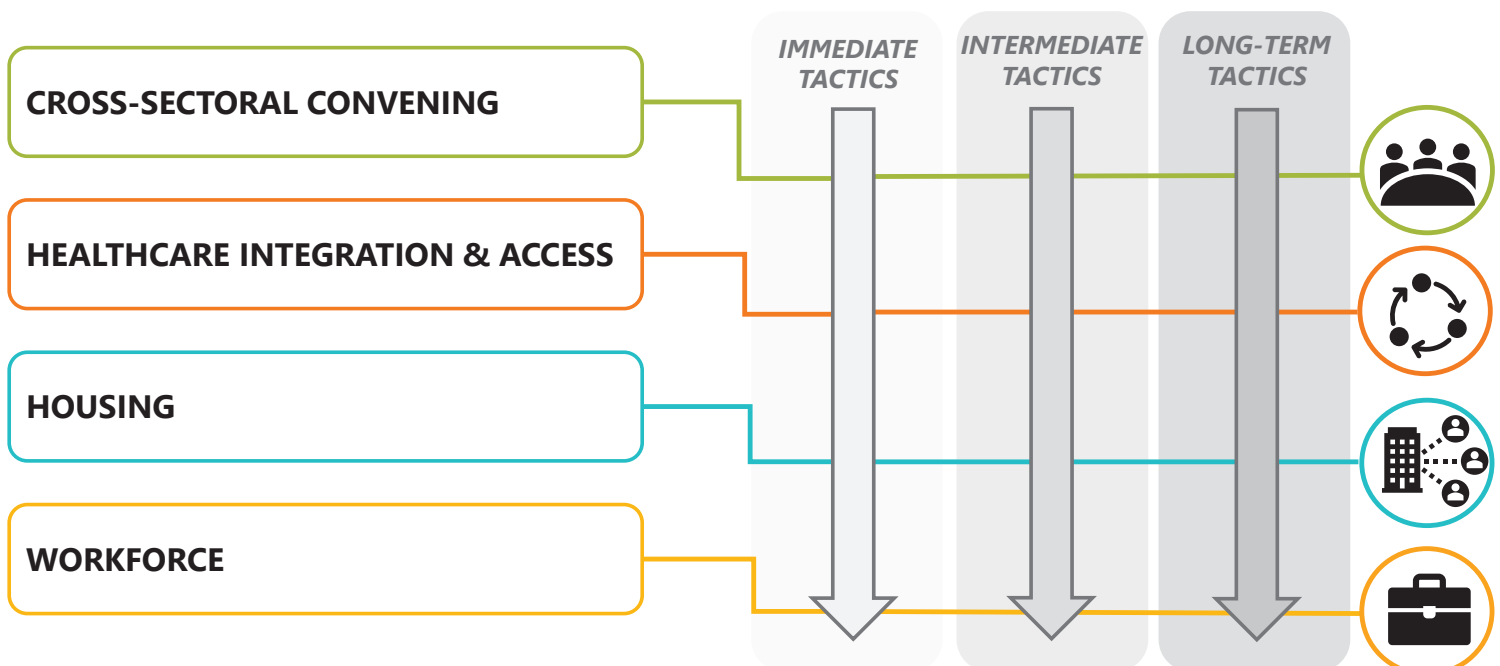 IMMEDIATE
TACTICS
INTERMEDIATE
TACTICS
LONG-TERM
TACTICS
CROSS-SECTORAL CONVENING
HEALTHCARE INTEGRATION & ACCESS
HOUSING
WORKFORCE